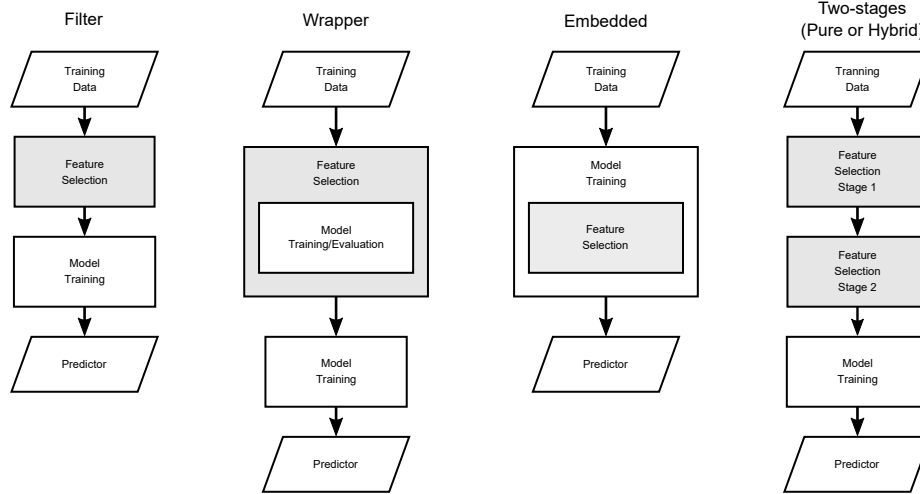 Filter
Training
Data
Feature
Selection
Model
Training
Predictor
Wrapper
Training
Data
Feature
Selection
Model
Training/Evaluation
Model
Training
Predictor
Embedded
Training
Data
Model
Training
Feature
Selection
Predictor
Two-stages
(Pure or Hybrid)
Tranning
Data
Feature
Selection
Stage 1
Feature
Selection
Stage 2
Model
Training
Predictor